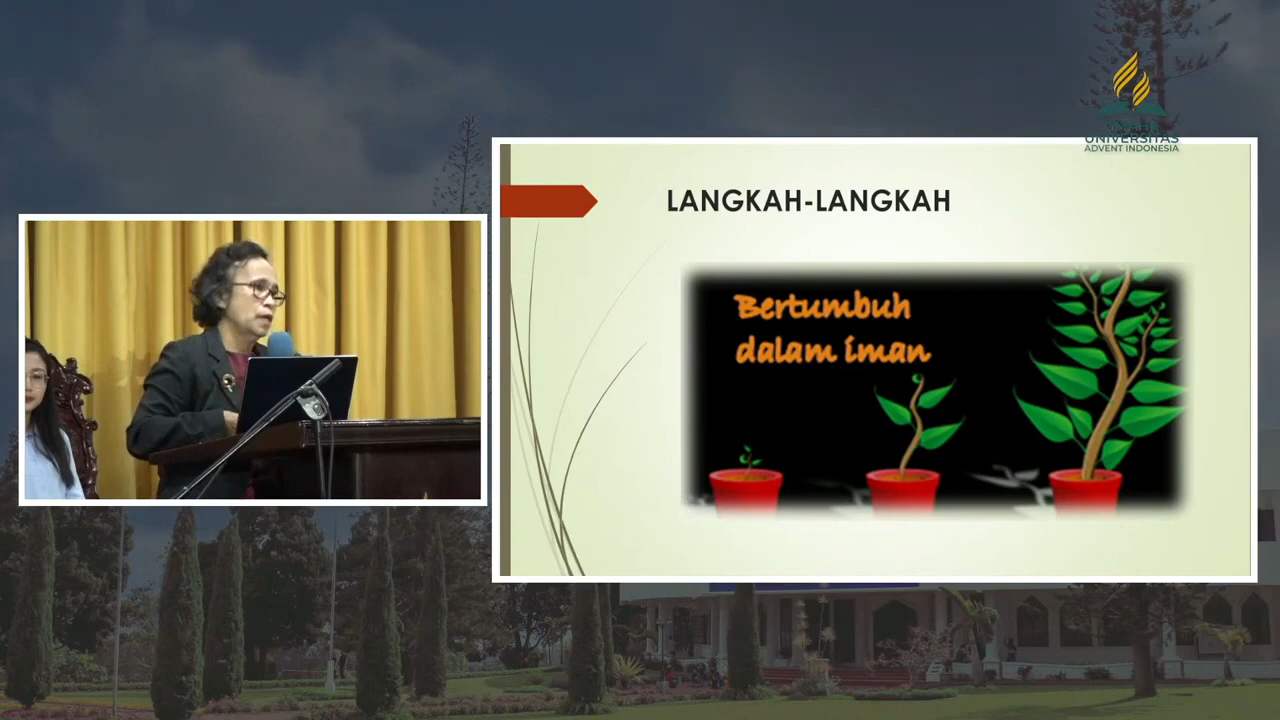 UNIVERSITAS
ADVENT INDONESIA
LANGKAH-LANGKAH
Bertumbuh
dalam iman